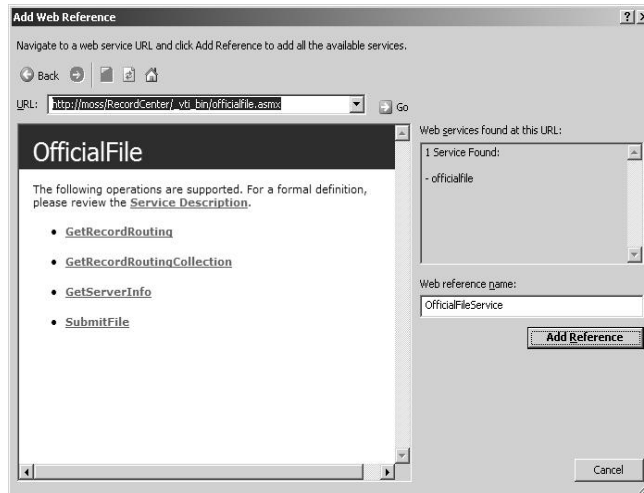 Add Web Reference
Navigate to a web service URL and click Add Reference to add all the available services.
Back
URL: http://moss/RecordCenter/_vti_bin/officialfile.asmx Go
OfficialFile
The following operations are supported. For a formal definition,
please review the Service Description.
• GetRecordRouting
• GetRecordRoutingCollection
• GetServerInfo
• SubmitFile
Web services found at this URL:
1 Service Found:
- officialfile
Web reference name:
OfficialFileService
Add Reference
Cancel